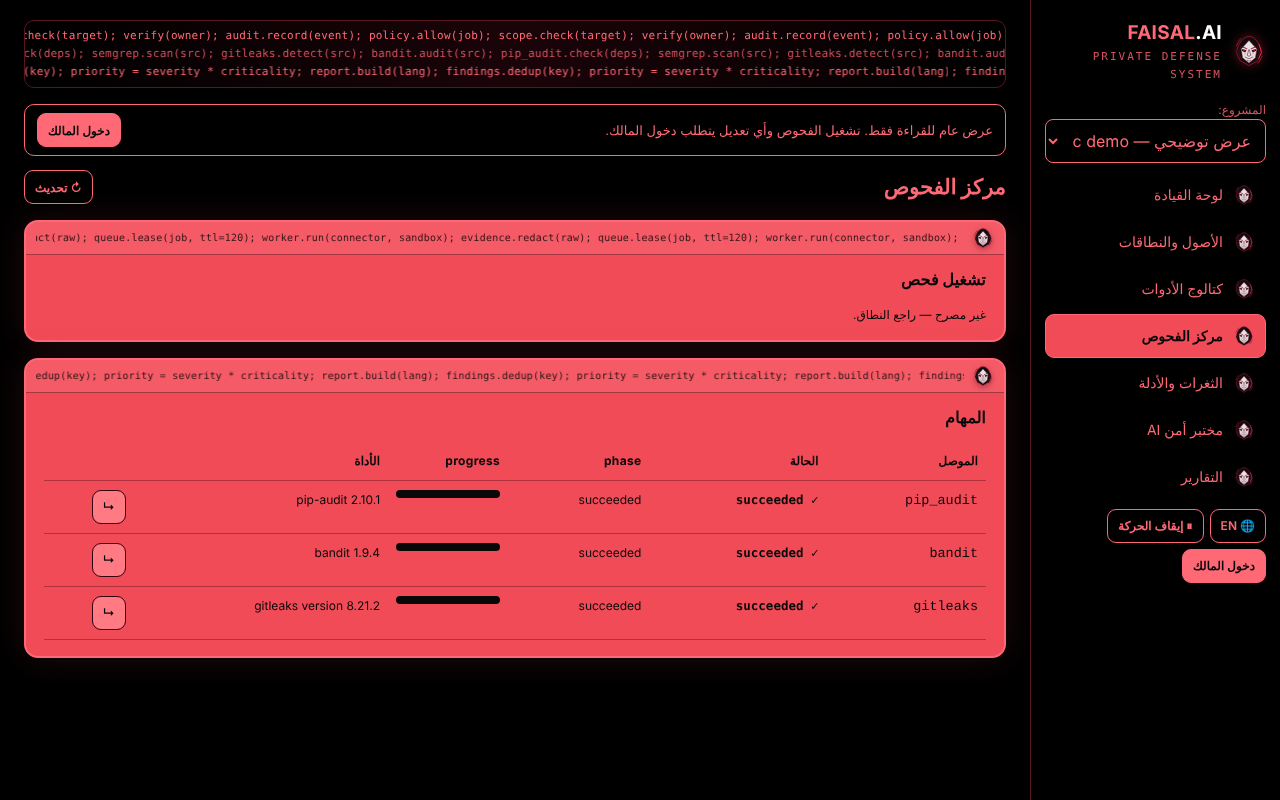 check(target); verify(owner); audit.record(event); policy.allow(job); scope.check(target); verify(owner); audit.record(event); policy.allow(job)
ck(deps); semgrep.scan(src); gitleaks.detect(src); bandit.audit(src); pip_audit.check(deps); semgrep.scan(src); gitleaks.detect(src); bandit.aud
(key); priority = severity * criticality; report.build(lang); findings.dedup(key); priority = severity * criticality; report.build(lang); findin
عرض عام للقراءة فقط. تشغيل الفحوص وأي تعديل يتطلب دخول المالك.
دخول المالك
مركز الفحوص
↻ تحديث
act(raw); queue.lease(job, ttl=120); worker.run(connector, sandbox); evidence.redact(raw); queue.lease(job, ttl=120); worker.run(connector, sandbox);
تشغيل فحص
غير مصرح — راجع النطاق.
edup(key); priority = severity * criticality; report.build(lang); findings.dedup(key); priority = severity * criticality; report.build(lang); findings
المهام
الموصل الحالة phase progress الأداة
pip_audit ✓ succeeded succeeded pip-audit 2.10.1
bandit ✓ succeeded succeeded bandit 1.9.4
gitleaks ✓ succeeded succeeded gitleaks version 8.21.2
FAISAL.AI
PRIVATE DEFENSE
SYSTEM
المشروع:
عرض توضيحي — c demo
لوحة القيادة
الأصول والنطاقات
كتالوج الأدوات
مركز الفحوص
الثغرات والأدلة
مختبر أمن AI
التقارير
🌐 EN
⏸ إيقاف الحركة
دخول المالك